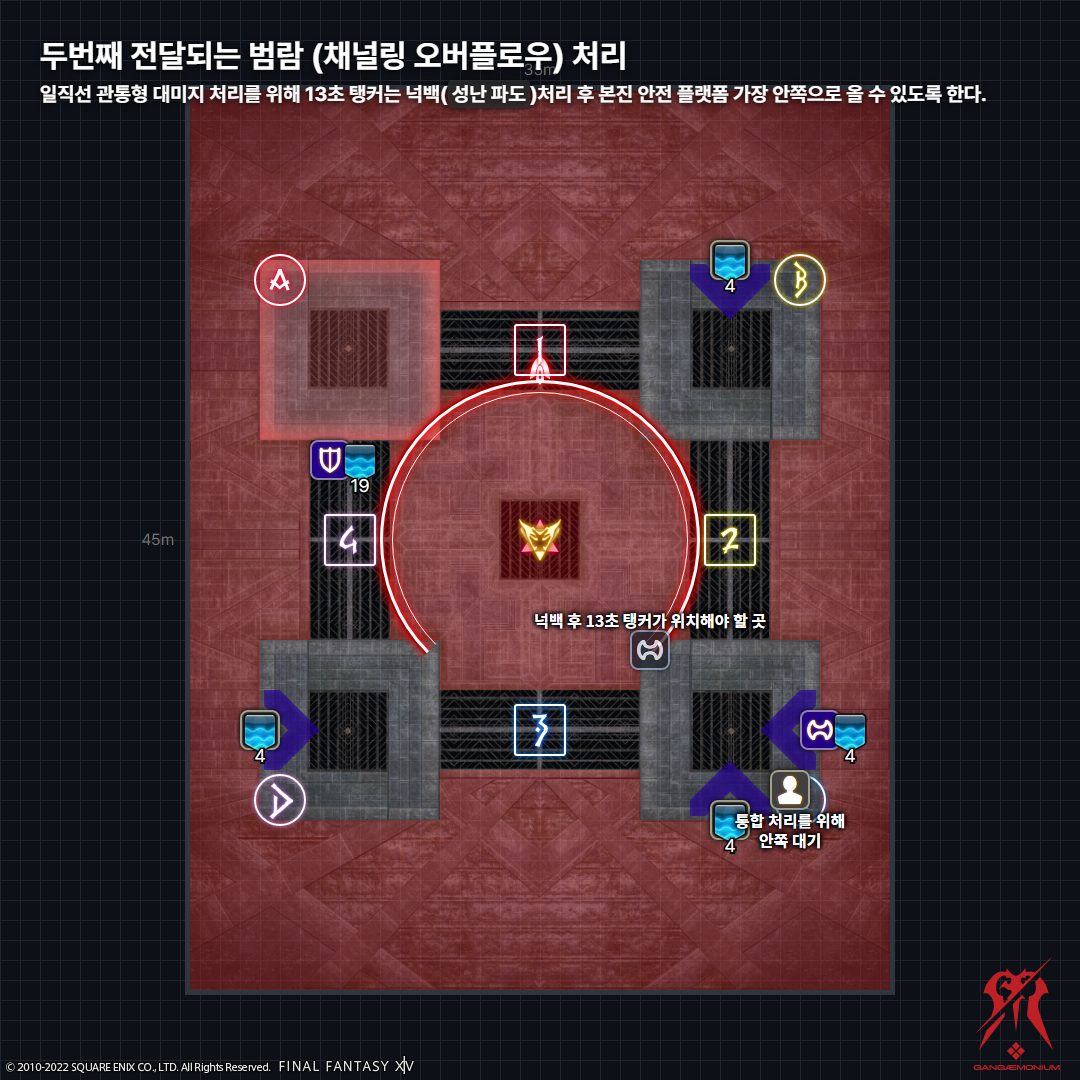 두번째 전달되는 범람 (채널링 오버플로우) 처리
35m
일직선 관통형 대미지 처리를 위해 13초 탱커는 넉백( 성난 파도 )처리 후 본진 안전 플랫폼 가장 안쪽으로 올 수 있도록 한다.
A
B
4
1
19
4
2
45m
넉백 후 13초 탱커가 위치해야 할 곳
3
4
4
D
통합 처리를 위해
안쪽 대기
4
GANGÆMONIUM
© 2010-2022 SQUARE ENIX CO., LTD. All Rights Reserved. FINAL FANTASY XIV